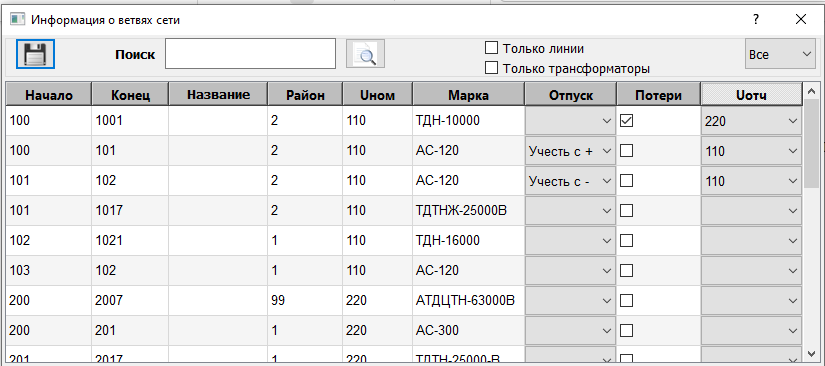 Информация о ветвях сети ?
Поиск Только линии Все
Только трансформаторы
Начало Конец Название Район Uном Марка Отпуск Потери Uотч
100 1001 2 110 ТДН-10000 220
100 101 2 110 АС-120 Учесть с + 110
101 102 2 110 АС-120 Учесть с - 110
101 1017 2 110 ТДТНЖ-25000В
102 1021 1 110 ТДН-16000
103 102 1 110 АС-120
200 2007 99 220 АТДЦТН-63000В
200 201 1 220 АС-300
201 2017 1 220 ТДТН-25000-В